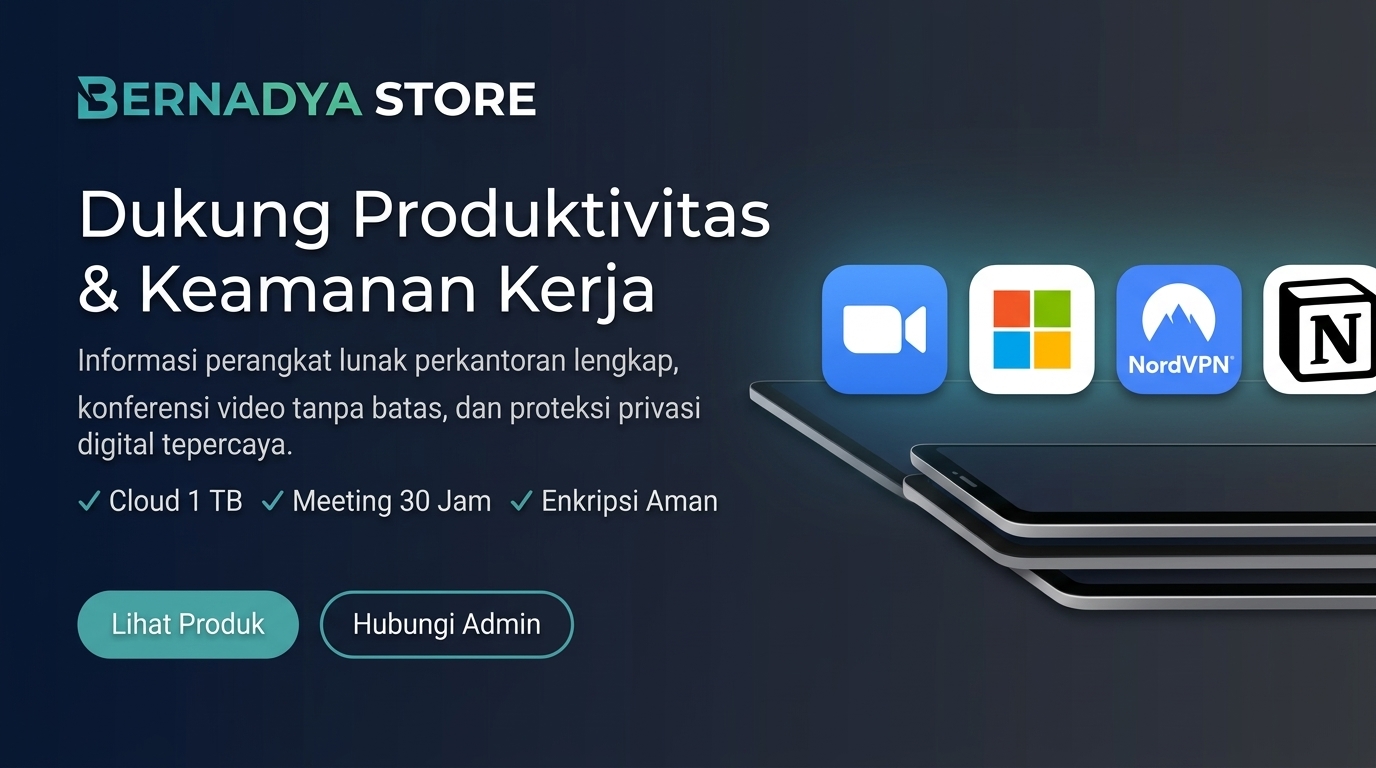 BERNADYA STORE
Dukung Produktivitas
& Keamanan Kerja
Informasi perangkat lunak perkantoran lengkap,
konferensi video tanpa batas, dan proteksi privasi
digital tepercaya.
✓ Cloud 1 TB ✓ Meeting 30 Jam ✓ Enkripsi Aman
Lihat Produk Hubungi Admin
NordVPN®
N